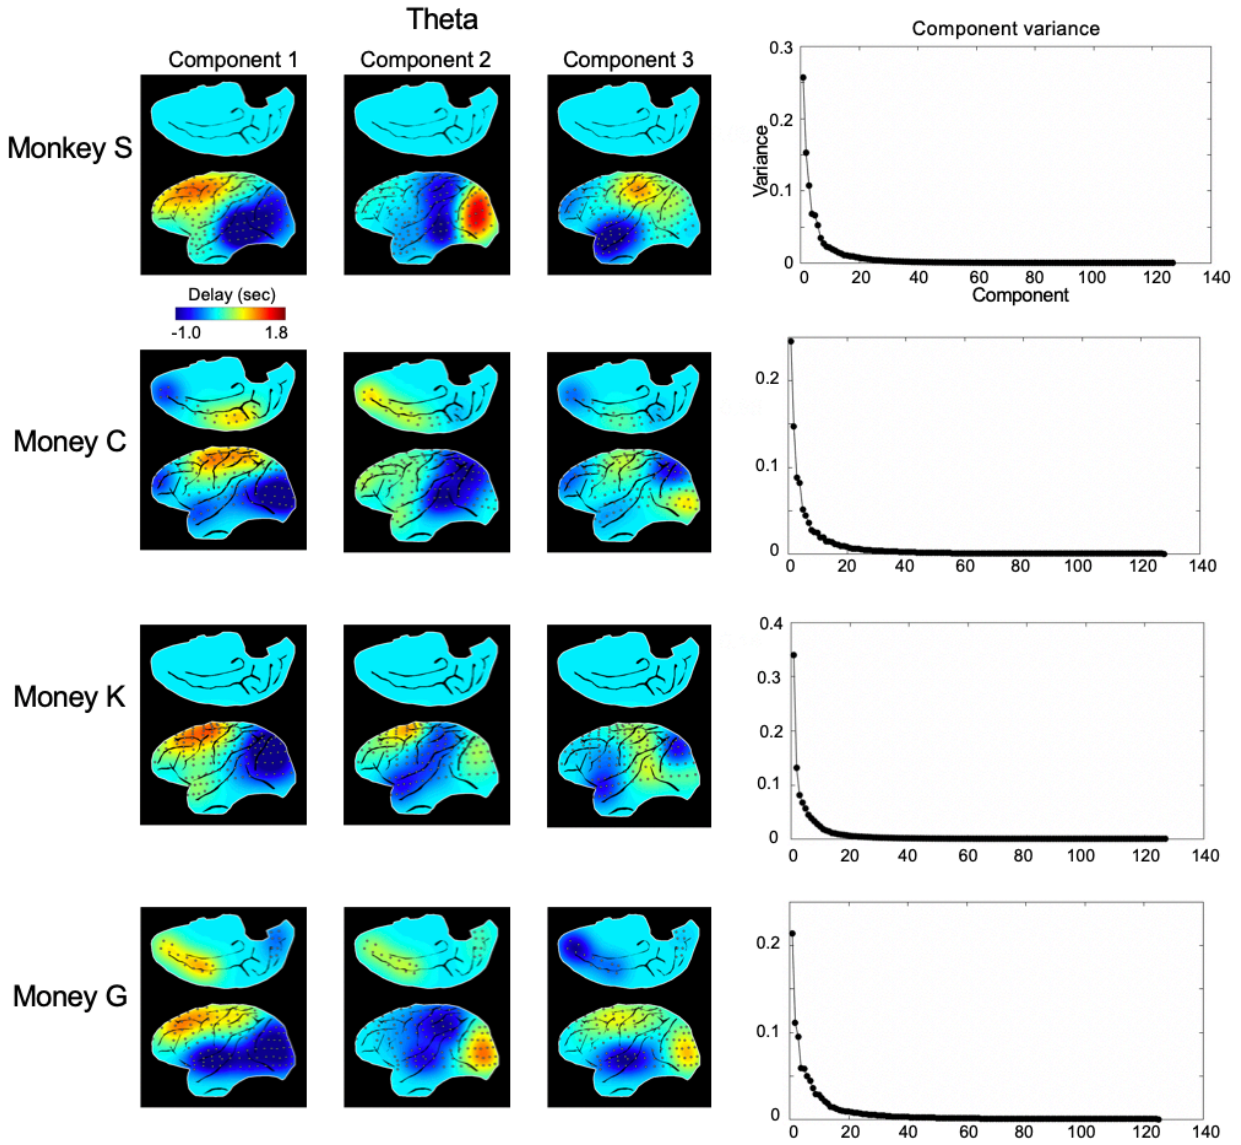 Theta
Component 1 Component 2 Component 3 Component variance
Monkey S
0.3
0.2
0.1
0
Variance
0 20 40 60 80 100 120 140
Component
Delay (sec)
-1.0 1.8
Money C
0.2
0.1
0
0 20 40 60 80 100 120 140
Money K
0.4
0.3
0.2
0.1
0
0 20 40 60 80 100 120 140
Money G
0.2
0.1
0
0 20 40 60 80 100 120 140